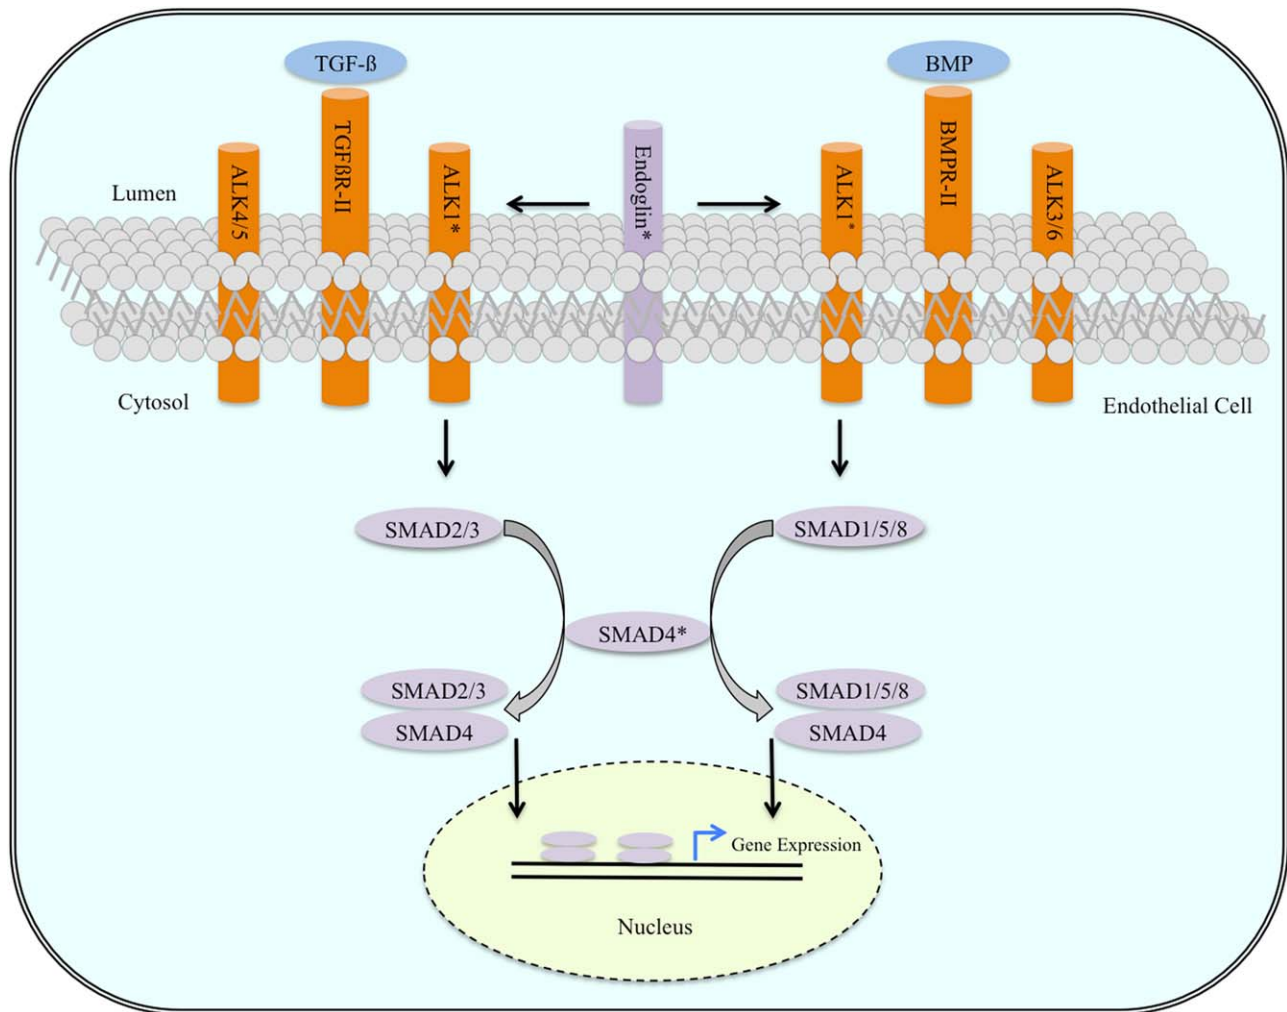 TGF-ß
BMP
ALK4/5
TGFßR-II
ALK1*
Endoglin*
ALK1*
BMPR-II
ALK3/6
Lumen
Cytosol
Endothelial Cell
SMAD2/3
SMAD1/5/8
SMAD4*
SMAD2/3
SMAD1/5/8
SMAD4
SMAD4
Gene Expression
Nucleus